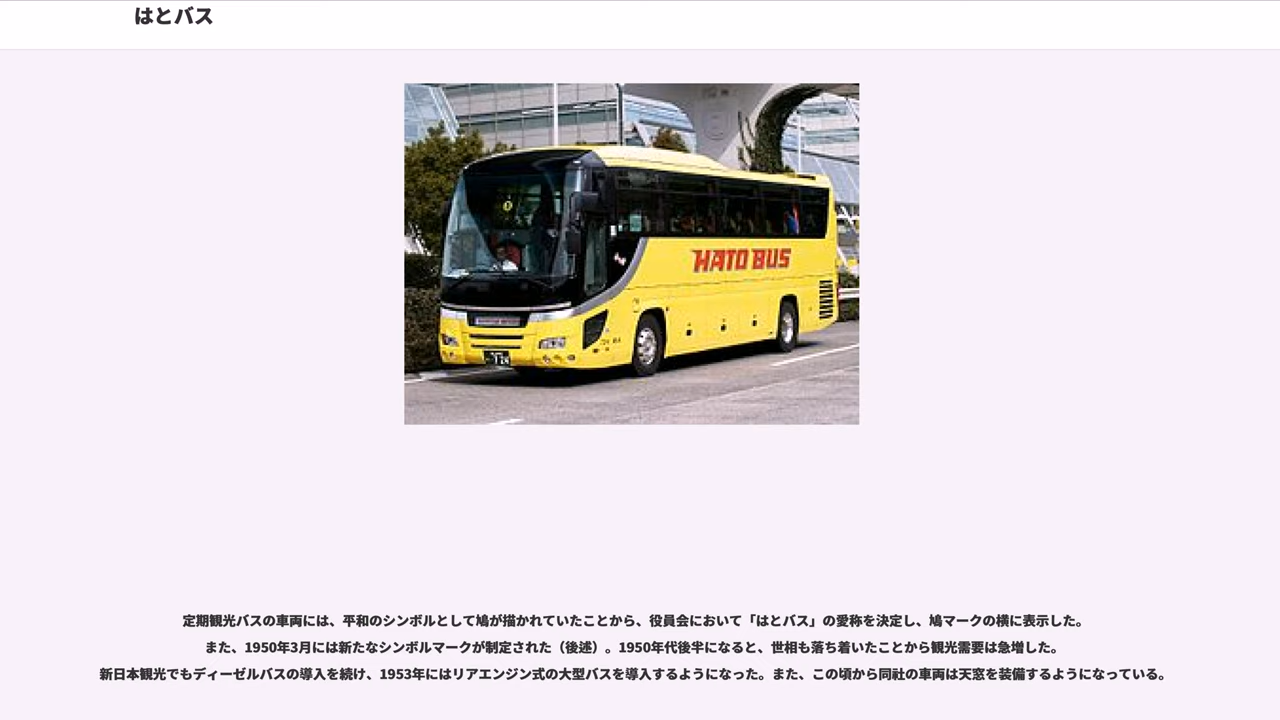 はとバス
HATO BUS
定期観光バスの車両には、平和のシンボルとして鳩が描かれていたことから、役員会において「はとバス」の愛称を決定し、鳩マークの横に表示した。
また、1950年3月には新たなシンボルマークが制定された（後述）。1950年代後半になると、世相も落ち着いたことから観光需要は急増した。
新日本観光でもディーゼルバスの導入を続け、1953年にはリアエンジン式の大型バスを導入するようになった。また、この頃から同社の車両は天窓を装備するようになっている。